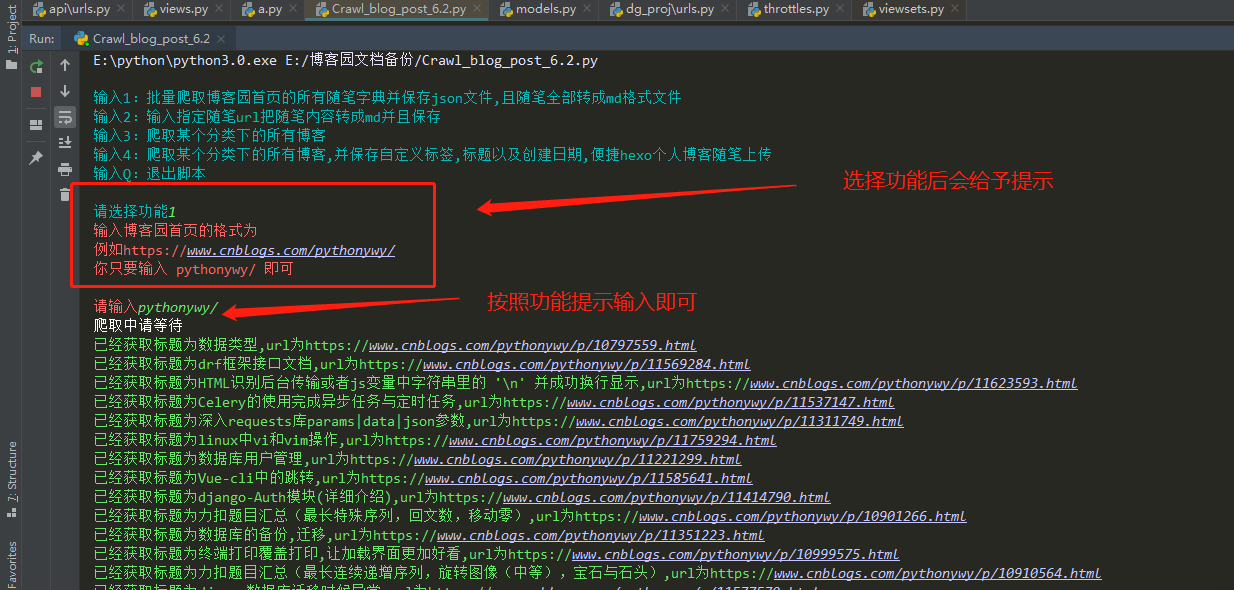 api\urls.py views.py a.py Crawl_blog_post_6.2.py models.py dg_proj\urls.py throttles.py viewsets.py
1: Project
Run: Crawl_blog_post_6.2
E:\python\python3.0.exe E:/博客园文档备份/Crawl_blog_post_6.2.py
输入1: 批量爬取博客园首页的所有随笔字典并保存json文件,且随笔全部转成md格式文件
输入2: 输入指定随笔url把随笔内容转成md并且保存
输入3: 爬取某个分类下的所有博客
输入4: 爬取某个分类下的所有博客,并保存自定义标签,标题以及创建日期,便捷hexo个人博客随笔上传
输入Q: 退出脚本
选择功能后会给予提示
请选择功能1
输入博客园首页的格式为
例如https://www.cnblogs.com/pythonywy/
你只要输入 pythonywy/ 即可
按照功能提示输入即可
请输入pythonywy/
爬取中请等待
已经获取标题为数据类型,url为https://www.cnblogs.com/pythonywy/p/10797559.html
已经获取标题为drf框架接口文档,url为https://www.cnblogs.com/pythonywy/p/11569284.html
已经获取标题为HTML识别后台传输或者js变量中字符串里的 '\n' 并成功换行显示,url为https://www.cnblogs.com/pythonywy/p/11623593.html
已经获取标题为Celery的使用完成异步任务与定时任务,url为https://www.cnblogs.com/pythonywy/p/11537147.html
已经获取标题为深入requests库params|data|json参数,url为https://www.cnblogs.com/pythonywy/p/11311749.html
已经获取标题为linux中vi和vim操作,url为https://www.cnblogs.com/pythonywy/p/11759294.html
已经获取标题为数据库用户管理,url为https://www.cnblogs.com/pythonywy/p/11221299.html
已经获取标题为Vue-cli中的跳转,url为https://www.cnblogs.com/pythonywy/p/11585641.html
已经获取标题为django-Auth模块(详细介绍),url为https://www.cnblogs.com/pythonywy/p/11414790.html
已经获取标题为力扣题目汇总（最长特殊序列，回文数，移动零）,url为https://www.cnblogs.com/pythonywy/p/10901266.html
已经获取标题为数据库的备份,迁移,url为https://www.cnblogs.com/pythonywy/p/11351223.html
已经获取标题为终端打印覆盖打印,让加载界面更加好看,url为https://www.cnblogs.com/pythonywy/p/10999575.html
已经获取标题为力扣题目汇总（最长连续递增序列，旋转图像（中等），宝石与石头）,url为https://www.cnblogs.com/pythonywy/p/10910564.html
7: Structure
Favorites